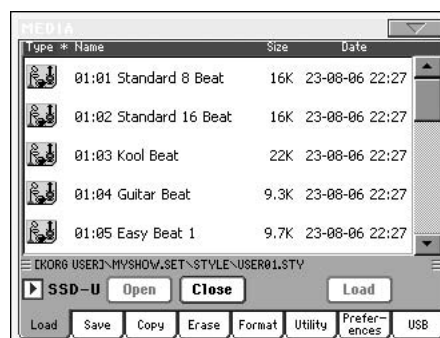 MEDIA
Type * Name Size Date
01:01 Standard 8 Beat 16K 23-08-06 22:27
01:02 Standard 16 Beat 16K 23-08-06 22:27
01:03 Kool Beat 22K 23-08-06 22:27
01:04 Guitar Beat 9.3K 23-08-06 22:27
01:05 Easy Beat 1 9.7K 23-08-06 22:27
[KORG USER]\MYSHOW.SET\STYLE\USER01.STY
SSD-U Open Close Load
Load Save Copy Erase Format Utility Prefer-
ences USB